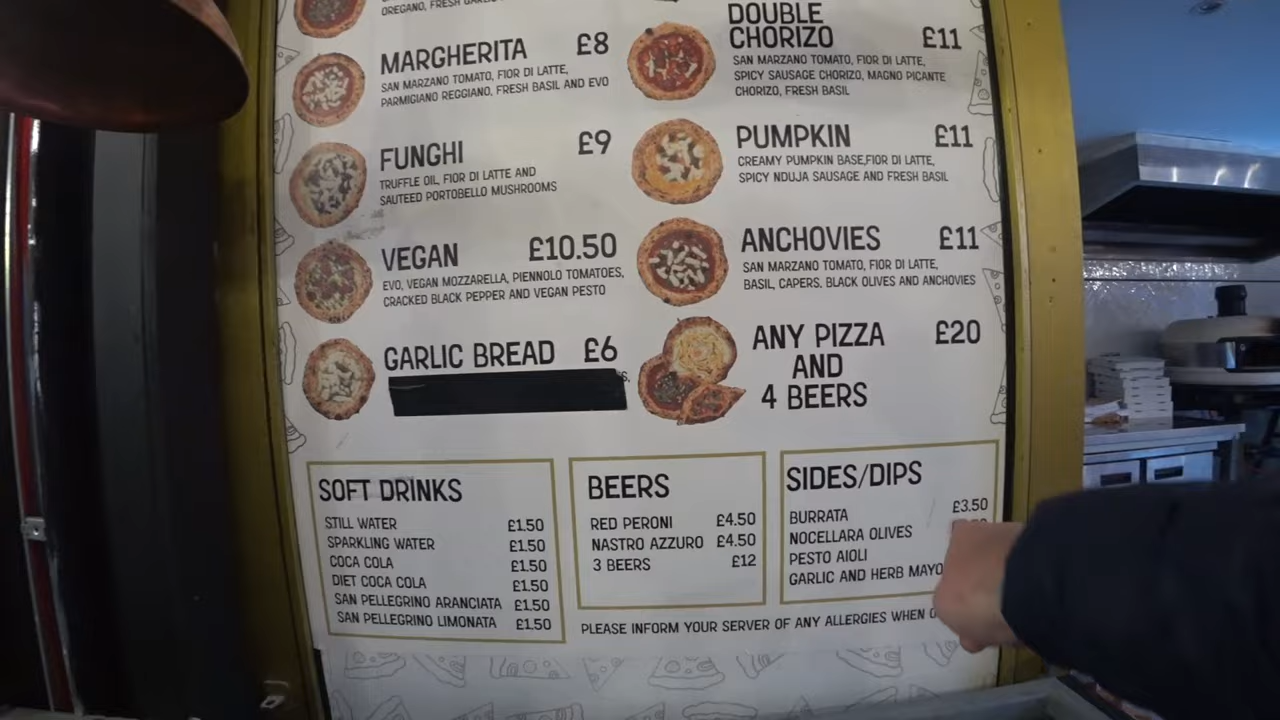 OREGANO, FRESH GARLIC
MARGHERITA £8
SAN MARZANO TOMATO, FIOR DI LATTE,
PARMIGIANO REGGIANO, FRESH BASIL AND EVO
FUNGHI £9
TRUFFLE OIL, FIOR DI LATTE AND
SAUTEED PORTOBELLO MUSHROOMS
VEGAN £10.50
EVO, VEGAN MOZZARELLA, PIENNOLO TOMATOES,
CRACKED BLACK PEPPER AND VEGAN PESTO
GARLIC BREAD £6
DOUBLE
CHORIZO £11
SAN MARZANO TOMATO, FIOR DI LATTE,
SPICY SAUSAGE CHORIZO, MAGNO PICANTE
CHORIZO, FRESH BASIL
PUMPKIN £11
CREAMY PUMPKIN BASE,FIOR DI LATTE,
SPICY NDUJA SAUSAGE AND FRESH BASIL
ANCHOVIES £11
SAN MARZANO TOMATO, FIOR DI LATTE,
BASIL, CAPERS, BLACK OLIVES AND ANCHOVIES
ANY PIZZA £20
AND
4 BEERS
SOFT DRINKS
STILL WATER £1.50
SPARKLING WATER £1.50
COCA COLA £1.50
DIET COCA COLA £1.50
SAN PELLEGRINO ARANCIATA £1.50
SAN PELLEGRINO LIMONATA £1.50
BEERS
RED PERONI £4.50
NASTRO AZZURO £4.50
3 BEERS £12
SIDES/DIPS
BURRATA £3.50
NOCELLARA OLIVES
PESTO AIOLI
GARLIC AND HERB MAYO
PLEASE INFORM YOUR SERVER OF ANY ALLERGIES WHEN